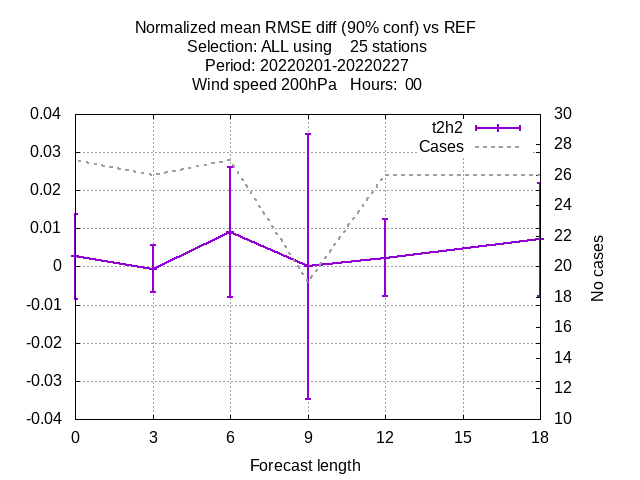 Normalized mean RMSE diff (90% conf) vs REF
Selection: ALL using    25 stations
Period: 20220201-20220227
Wind speed 200hPa   Hours:  00
0.04
0.03
0.02
0.01
0
-0.01
-0.02
-0.03
-0.04
t2h2
Cases
30
28
26
24
22
20
18
16
14
12
10
No cases
0 3 6 9 12 15 18
Forecast length